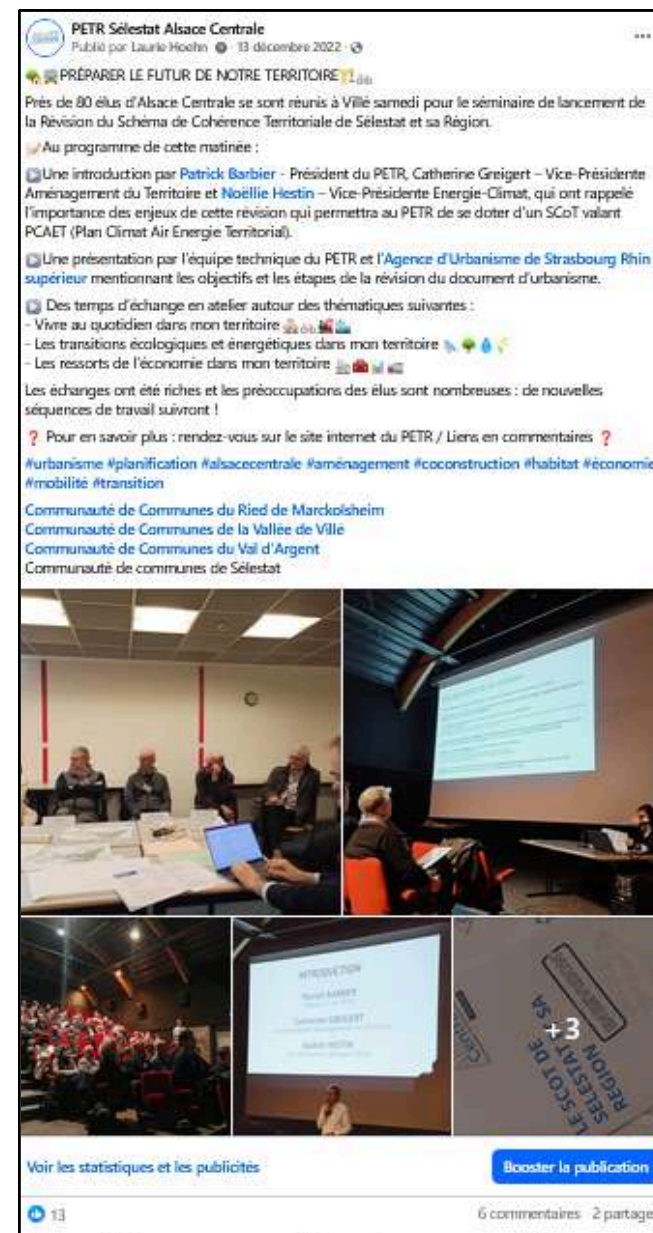 PETR Sélestat Alsace Centrale
Publié par Laurie Hoehn · 13 décembre 2022 ·
PRÉPARER LE FUTUR DE NOTRE TERRITOIRE
Près de 80 élus d'Alsace Centrale se sont réunis à Villé samedi pour le séminaire de lancement de
la Révision du Schéma de Cohérence Territoriale de Sélestat et sa Région.
Au programme de cette matinée :
Une introduction par Patrick Barbier - Président du PETR, Catherine Greigert – Vice-Présidente
Aménagement du Territoire et Noëllie Hestin – Vice-Présidente Energie-Climat, qui ont rappelé
l'importance des enjeux de cette révision qui permettra au PETR de se doter d'un SCoT valant
PCAET (Plan Climat Air Energie Territorial).
Une présentation par l'équipe technique du PETR et l'Agence d'Urbanisme de Strasbourg Rhin
supérieur mentionnant les objectifs et les étapes de la révision du document d'urbanisme.
Des temps d'échange en atelier autour des thématiques suivantes :
- Vivre au quotidien dans mon territoire
- Les transitions écologiques et énergétiques dans mon territoire
- Les ressorts de l'économie dans mon territoire
Les échanges ont été riches et les préoccupations des élus sont nombreuses : de nouvelles
séquences de travail suivront !
❓ Pour en savoir plus : rendez-vous sur le site internet du PETR / Liens en commentaires ❓
#urbanisme #planification #alsacecentrale #aménagement #coconstruction #habitat #économie
#mobilité #transition
Communauté de Communes du Ried de Marckolsheim
Communauté de Communes de la Vallée de Villé
Communauté de Communes du Val d'Argent
Communauté de communes de Sélestat
INTRODUCTION
+3
LE SCOT DE
SELESTAT SA
REGION
Voir les statistiques et les publicités
Booster la publication
13
6 commentaires 2 partage